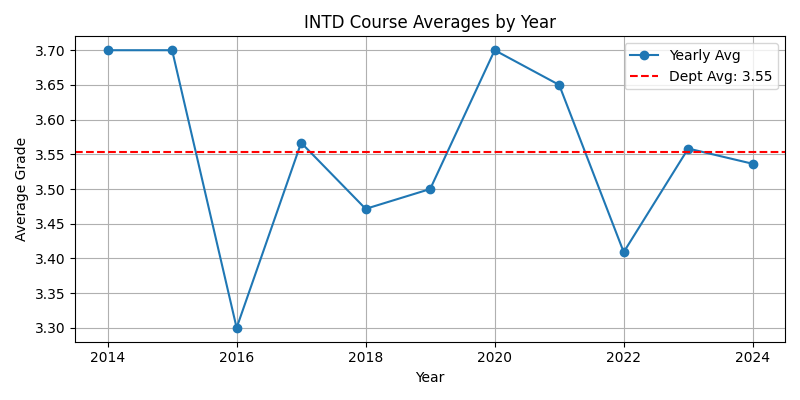 INTD Course Averages by Year
Average Grade
3.70
3.65
3.60
3.55
3.50
3.45
3.40
3.35
3.30
Yearly Avg
Dept Avg: 3.55
2014 2016 2018 2020 2022 2024
Year